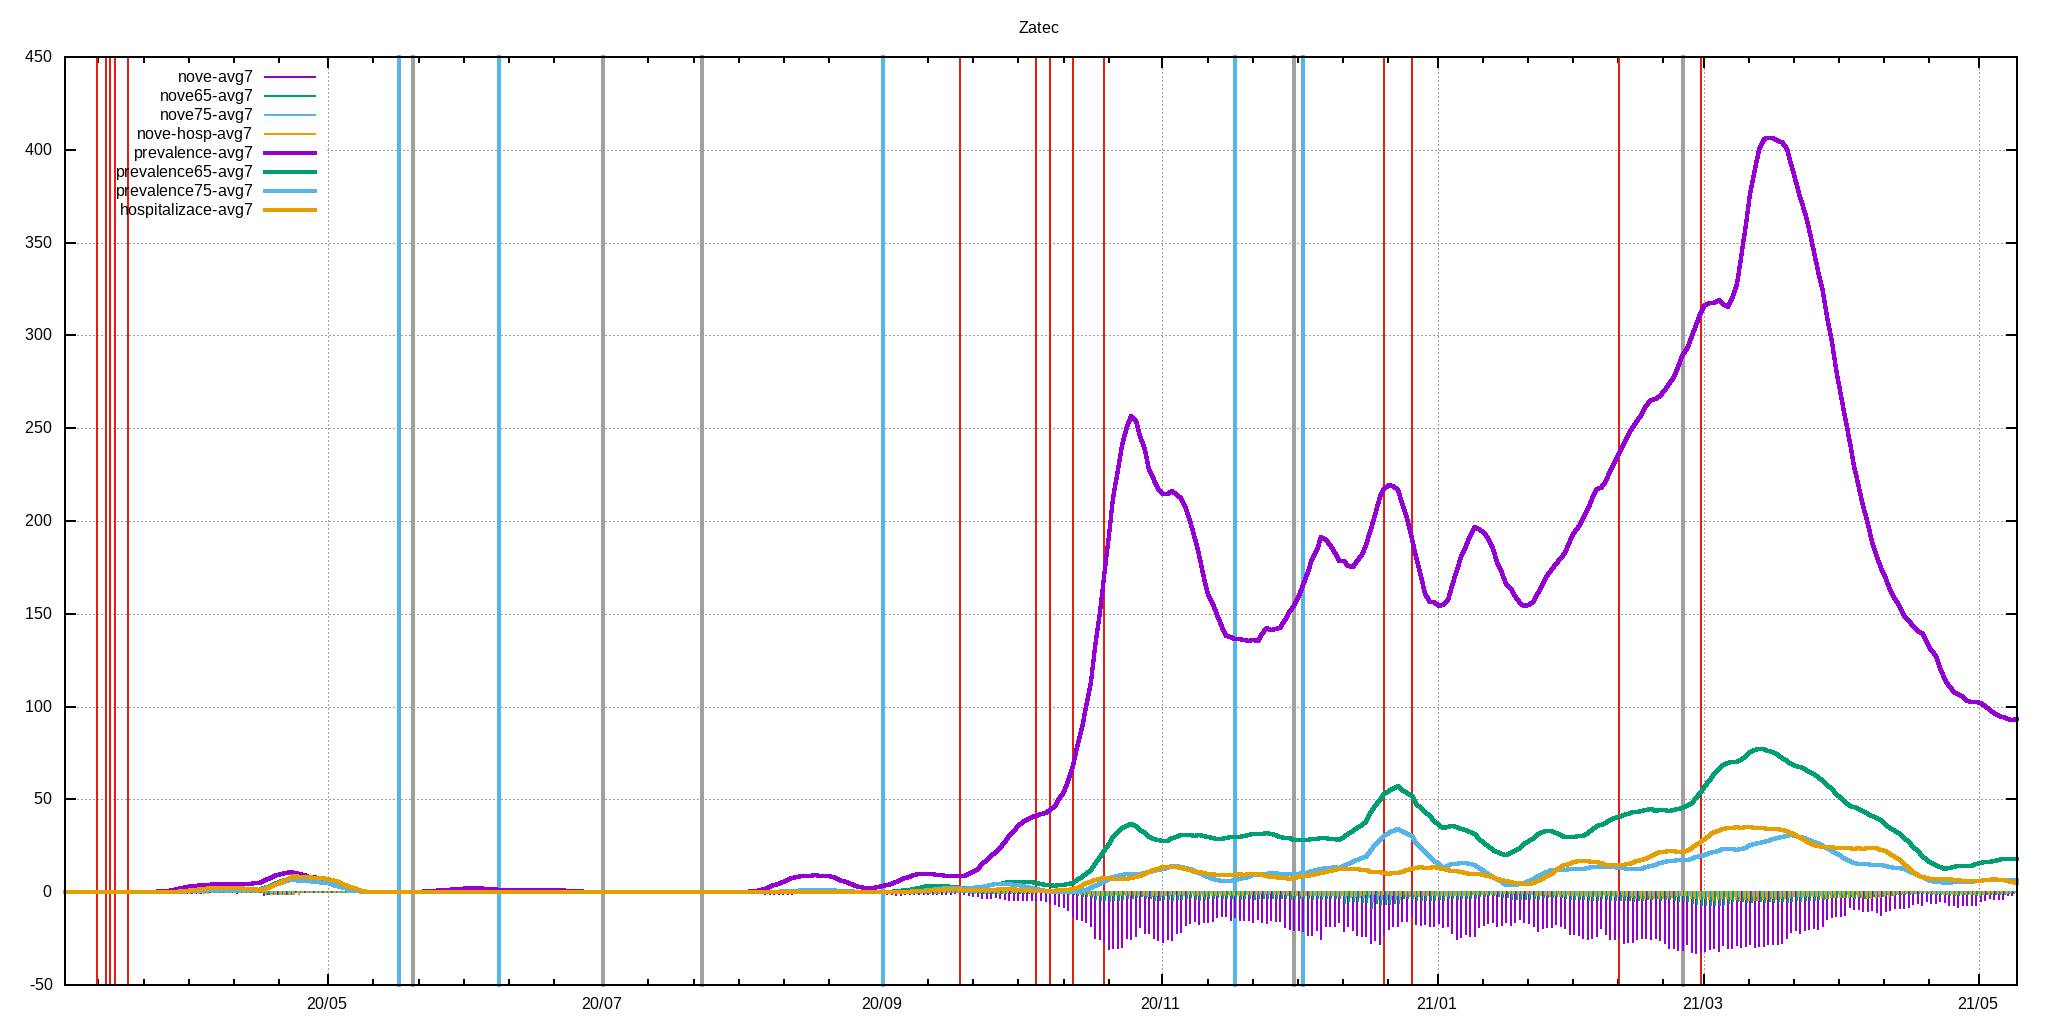 Zatec
450
400
350
300
250
200
150
100
50
0
-50
nove-avg7
nove65-avg7
nove75-avg7
nove-hosp-avg7
prevalence-avg7
prevalence65-avg7
prevalence75-avg7
hospitalizace-avg7
20/05
20/07
20/09
20/11
21/01
21/03
21/05